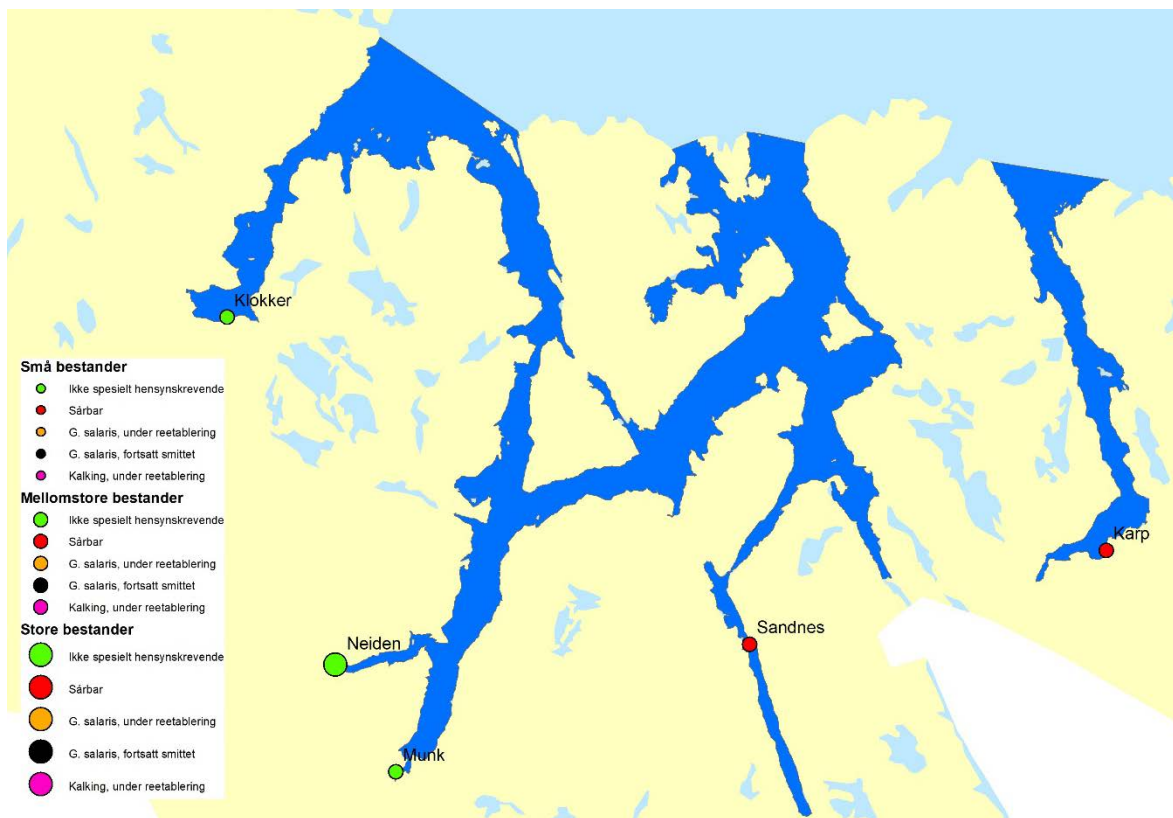 Klokker
Små bestander
Ikke spesielt hensynskrevende
Sårbar
G. salaris, under reetablering
G. salaris, fortsatt smittet
Kalking, under reetablering
Mellomstore bestander
Ikke spesielt hensynskrevende
Sårbar
G. salaris, under reetablering
G. salaris, fortsatt smittet
Kalking, under reetablering
Store bestander
Ikke spesielt hensynskrevende
Sårbar
G. salaris, under reetablering
G. salaris, fortsatt smittet
Kalking, under reetablering
Karp
Sandnes
Neiden
Munk